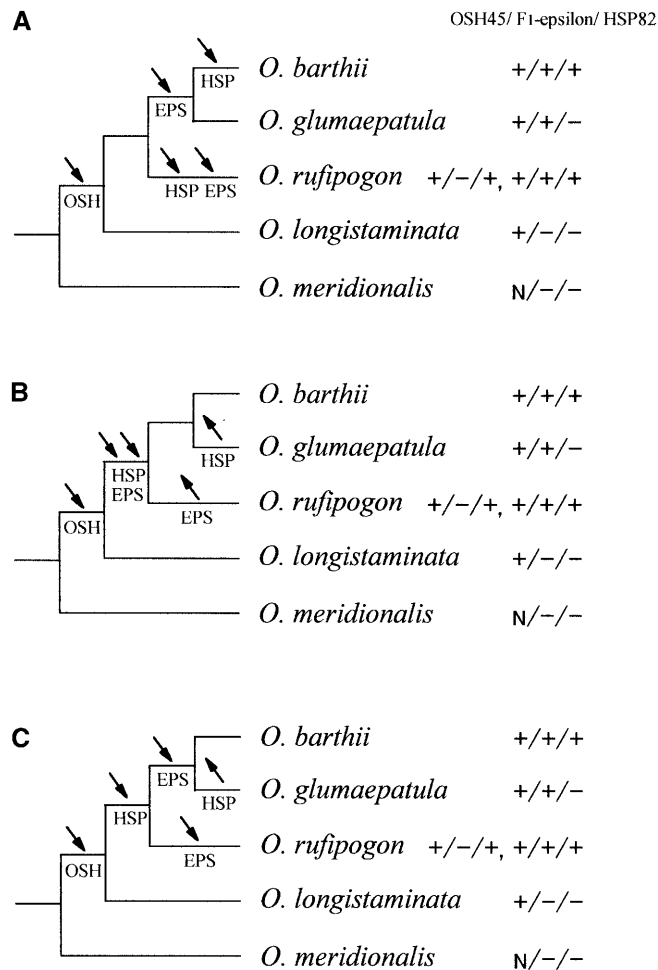 A
OSH45/ F1-epsilon/ HSP82
HSP
O. barthii +/+/+
EPS
O. glumaepatula +/+/−
O. rufipogon +/−/+, +/+/+
HSP EPS
OSH
O. longistaminata +/−/−
O. meridionalis N/−/−
B
O. barthii +/+/+
O. glumaepatula +/+/−
HSP
HSP
EPS
O. rufipogon +/−/+, +/+/+
EPS
OSH
O. longistaminata +/−/−
O. meridionalis N/−/−
C
O. barthii +/+/+
EPS
O. glumaepatula +/+/−
HSP
HSP
O. rufipogon +/−/+, +/+/+
EPS
OSH
O. longistaminata +/−/−
O. meridionalis N/−/−